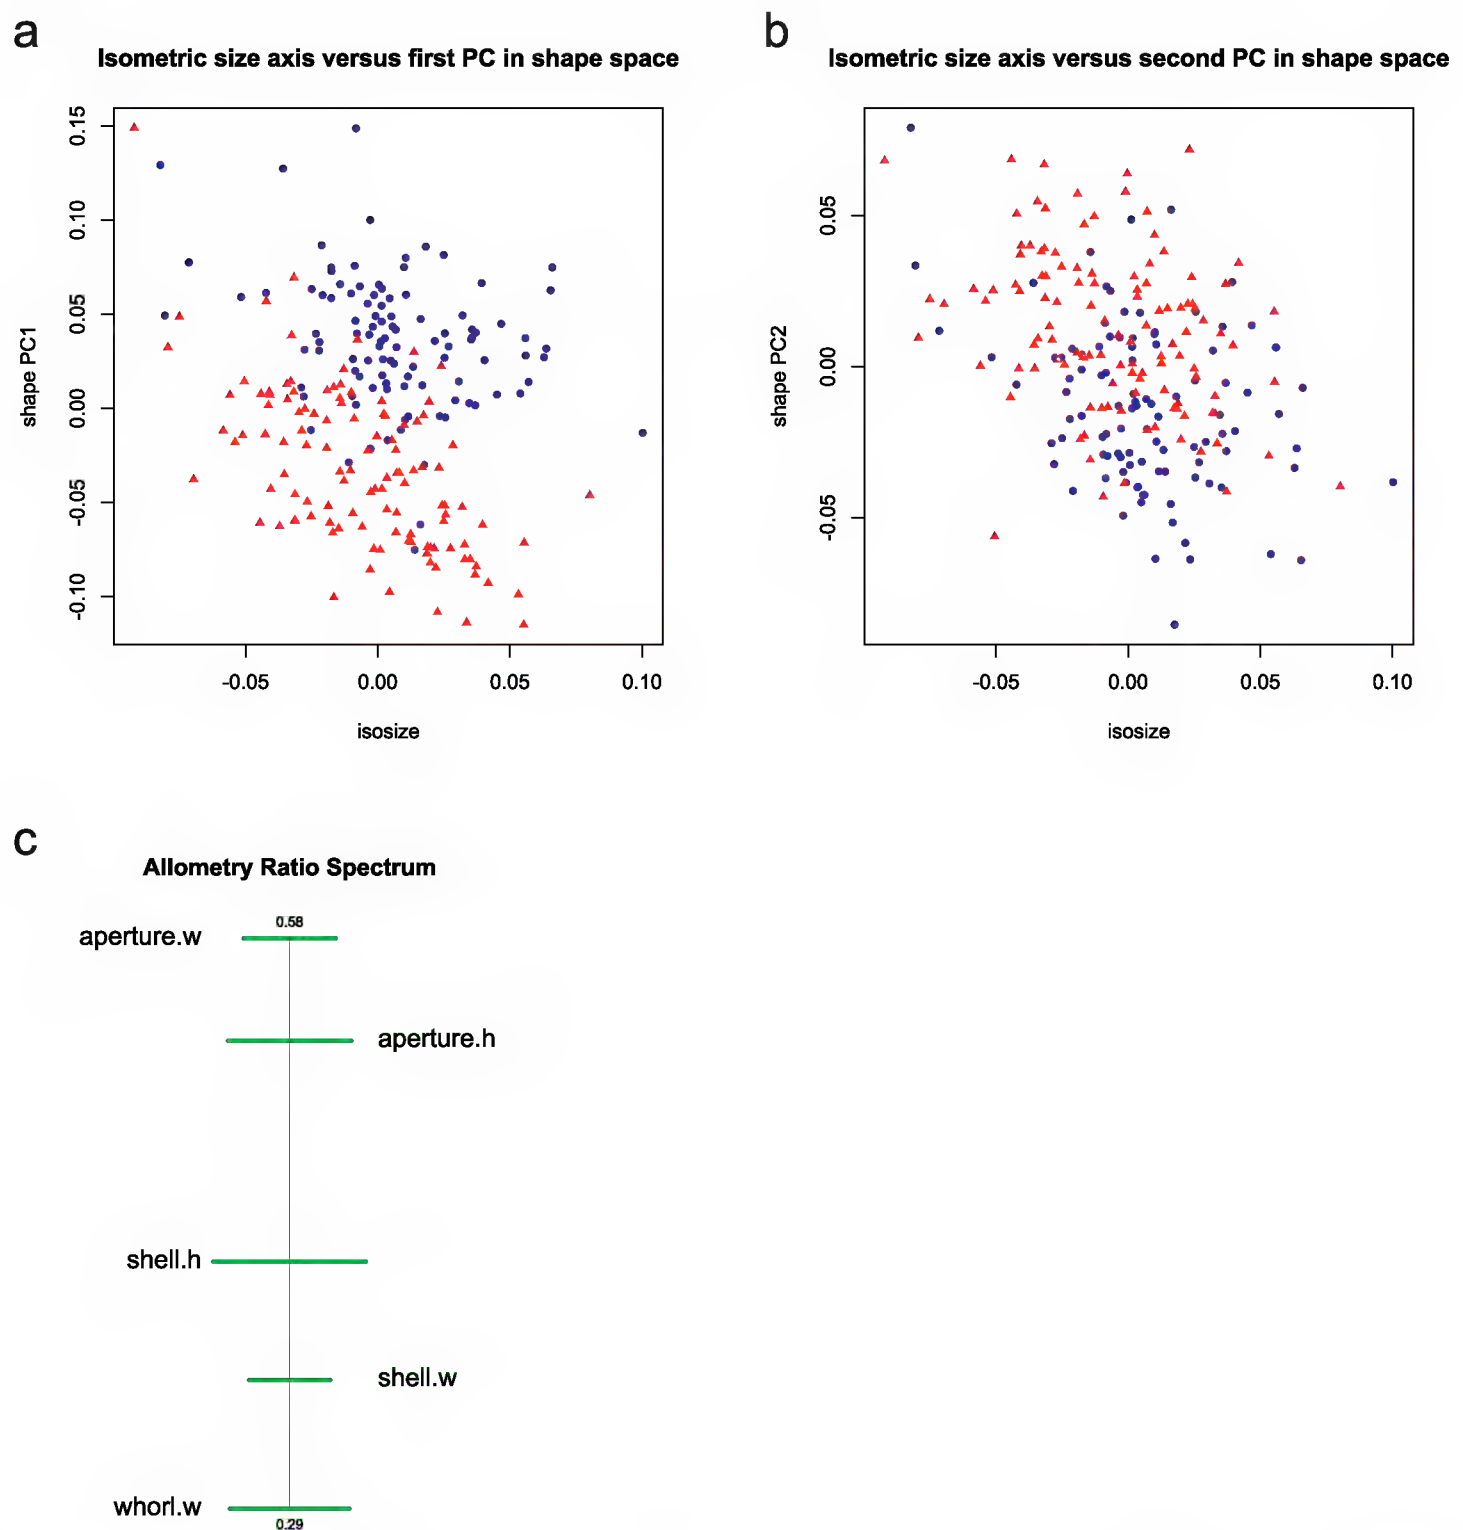 a
Isometric size axis versus first PC in shape space
0.15
0.10
0.05
0.00
-0.05
-0.10
shape PC1
-0.05 0.00 0.05 0.10
isosize
b
Isometric size axis versus second PC in shape space
0.05
0.00
-0.05
shape PC2
-0.05 0.00 0.05 0.10
isosize
c
Allometry Ratio Spectrum
0.58
aperture.w
aperture.h
shell.h
shell.w
whorl.w
0.29